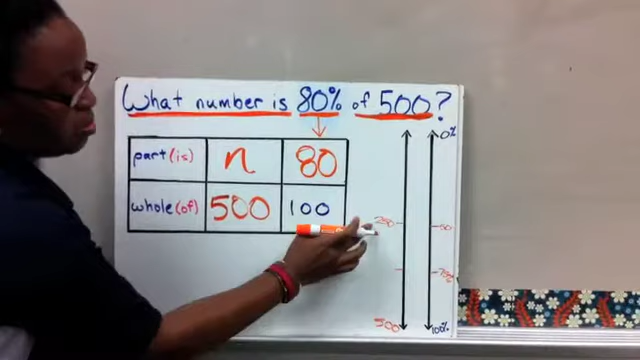 What number is 80% of 500?
part (is) n 80
whole (of) 500 100
0%
500 100%